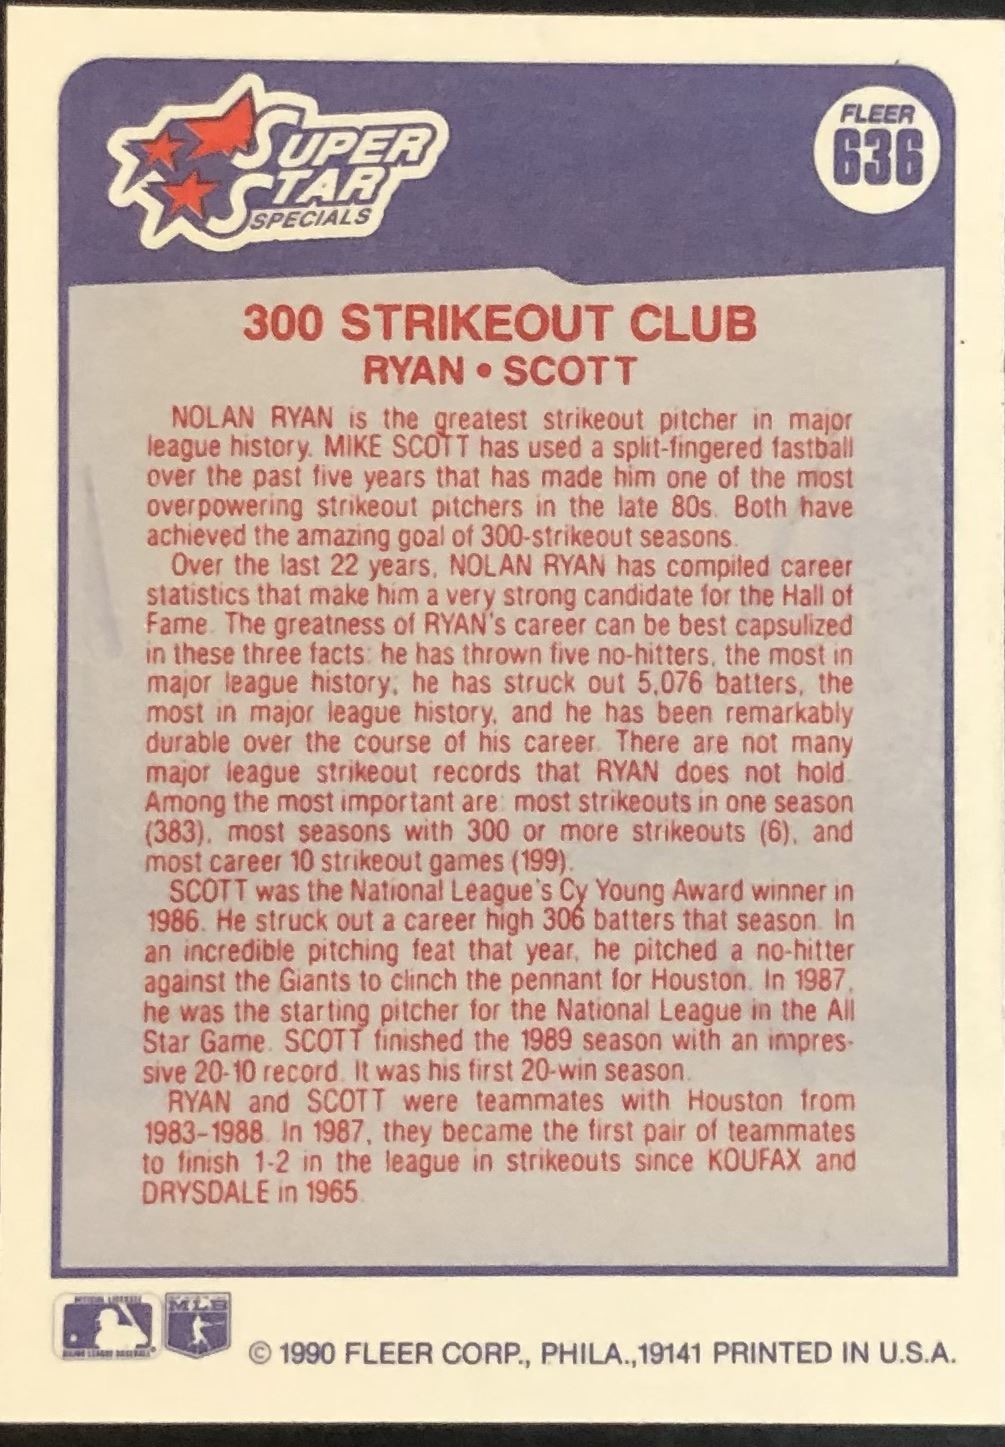 SUPER
STAR
SPECIALS
FLEER
636
300 STRIKEOUT CLUB
RYAN • SCOTT
NOLAN RYAN is the greatest strikeout pitcher in major
league history. MIKE SCOTT has used a split-fingered fastball
over the past five years that has made him one of the most
overpowering strikeout pitchers in the late 80s. Both have
achieved the amazing goal of 300-strikeout seasons.
Over the last 22 years, NOLAN RYAN has compiled career
statistics that make him a very strong candidate for the Hall of
Fame. The greatness of RYAN's career can be best capsulized
in these three facts: he has thrown five no-hitters, the most in
major league history; he has struck out 5,076 batters, the
most in major league history, and he has been remarkably
durable over the course of his career. There are not many
major league strikeout records that RYAN does not hold.
Among the most important are: most strikeouts in one season
(383), most seasons with 300 or more strikeouts (6), and
most career 10 strikeout games (199).
SCOTT was the National League's Cy Young Award winner in
1986. He struck out a career high 306 batters that season. In
an incredible pitching feat that year, he pitched a no-hitter
against the Giants to clinch the pennant for Houston. In 1987,
he was the starting pitcher for the National League in the All
Star Game. SCOTT finished the 1989 season with an impres-
sive 20-10 record. It was his first 20-win season.
RYAN and SCOTT were teammates with Houston from
1983-1988. In 1987, they became the first pair of teammates
to finish 1-2 in the league in strikeouts since KOUFAX and
DRYSDALE in 1965.
MLB
© 1990 FLEER CORP., PHILA.,19141 PRINTED IN U.S.A.